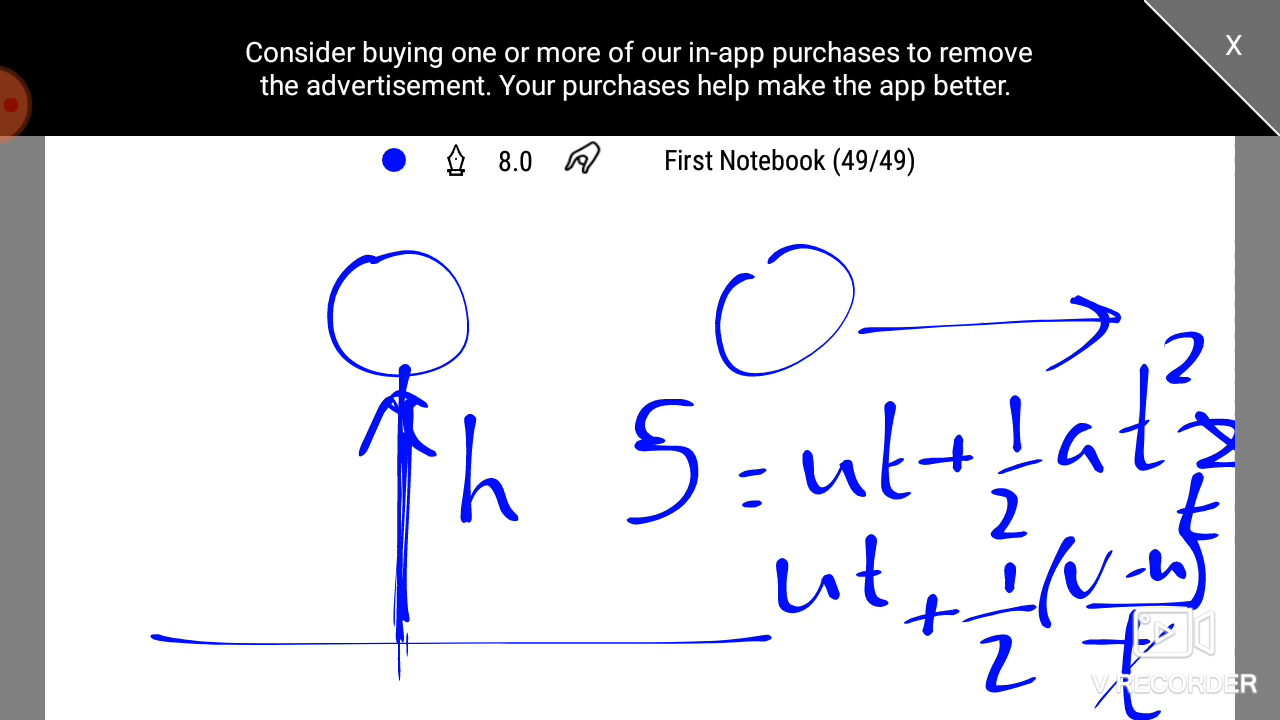 Consider buying one or more of our in-app purchases to remove
the advertisement. Your purchases help make the app better.
X
8.0 First Notebook (49/49)
h
S = ut + 1/2 at²
t
ut + 1/2 (v-u)/t
V RECORDER